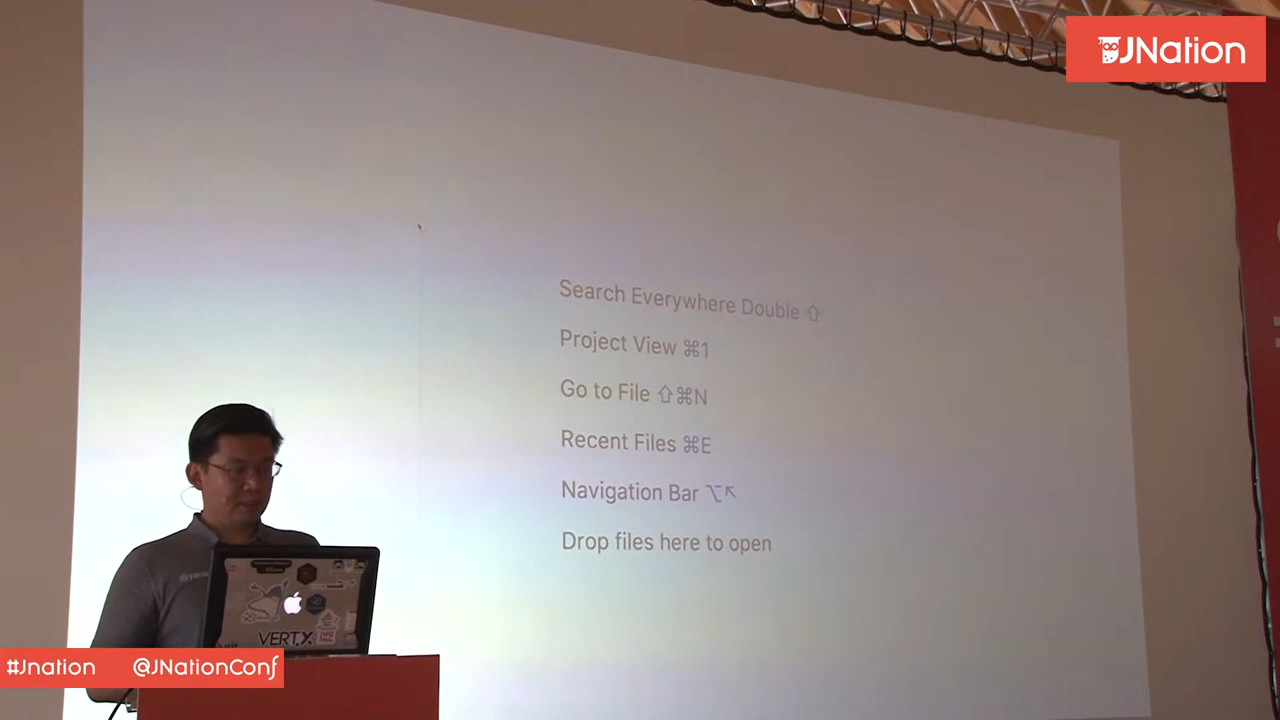 JNation
Search Everywhere Double ⇧
Project View ⌘1
Go to File ⇧⌘N
Recent Files ⌘E
Navigation Bar ⌥↖
Drop files here to open
VERT.X
#Jnation
@JNationConf